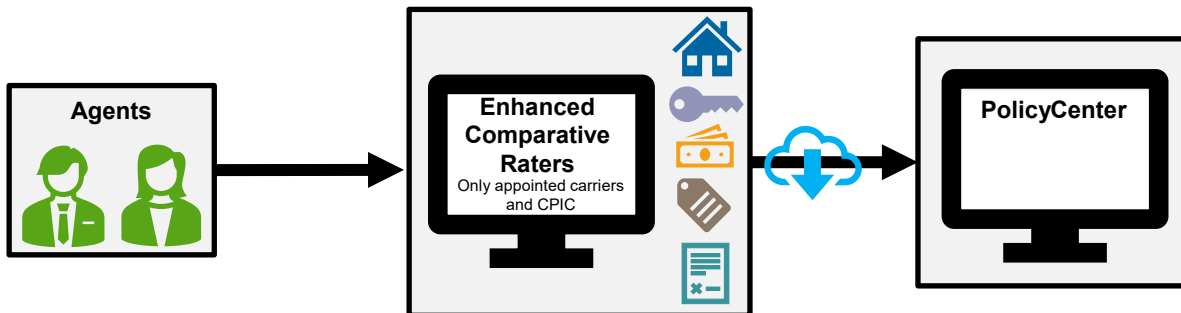 Agents
Enhanced
Comparative
Raters
Only appointed carriers
and CPIC
PolicyCenter